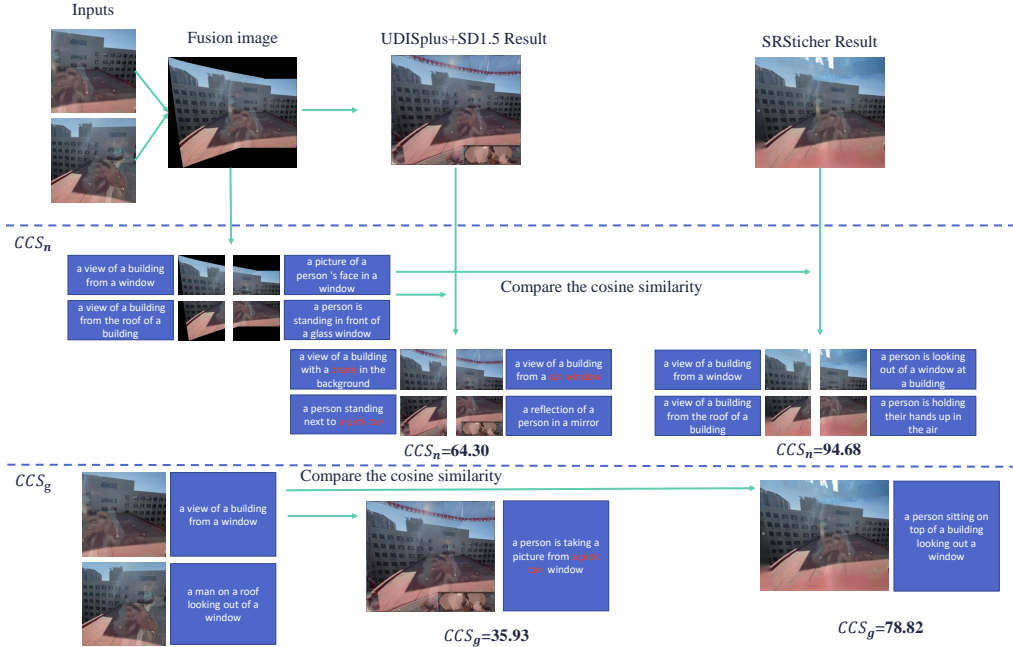 Inputs
Fusion image
UDISplus+SD1.5 Result
SRSticher Result
CCS_n
a view of a building
from a window
a picture of a
person 's face in a
window
a view of a building
from the roof of a
building
a person is
standing in front of
a glass window
Compare the cosine similarity
a view of a building
with a in the
background
a view of a building
from a
a person standing
next to
a reflection of a
person in a mirror
CCS_n=64.30
a view of a building
from a window
a person is looking
out of a window at
a building
a view of a building
from the roof of a
building
a person is holding
their hands up in
the air
CCS_n=94.68
CCS_g
Compare the cosine similarity
a view of a building
from a window
a man on a roof
looking out of a
window
a person is taking a
picture from
car window
CCS_g=35.93
a person sitting on
top of a building
looking out a
window
CCS_g=78.82